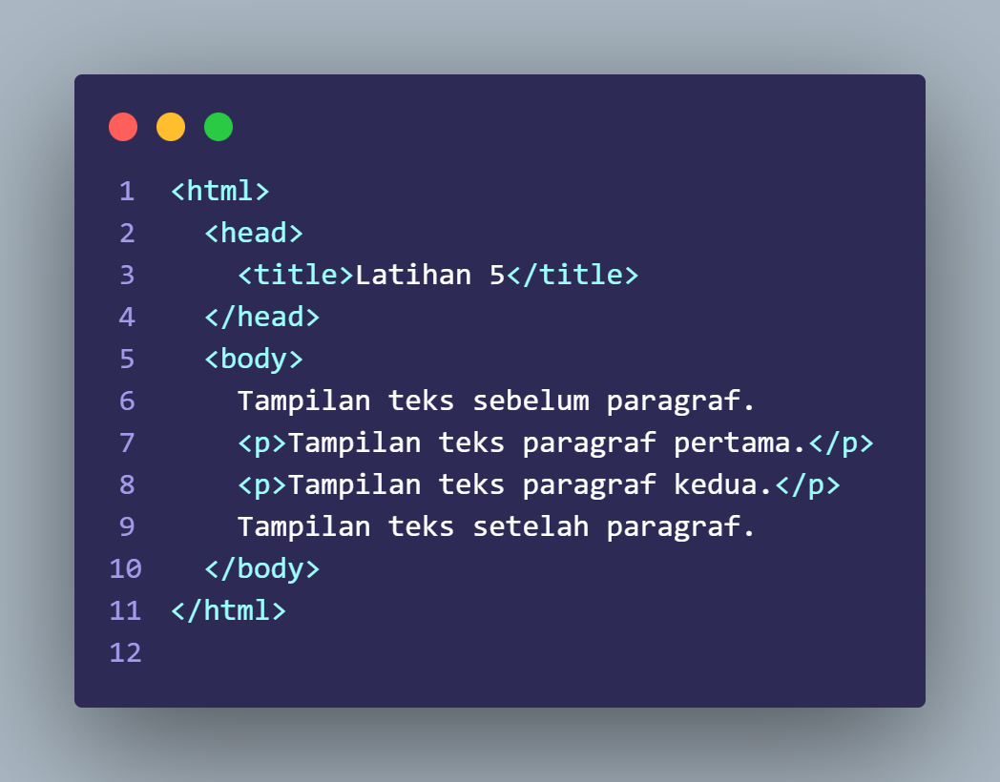 1 <html>
2   <head>
3     <title>Latihan 5</title>
4   </head>
5   <body>
6     Tampilan teks sebelum paragraf.
7     <p>Tampilan teks paragraf pertama.</p>
8     <p>Tampilan teks paragraf kedua.</p>
9     Tampilan teks setelah paragraf.
10   </body>
11 </html>
12